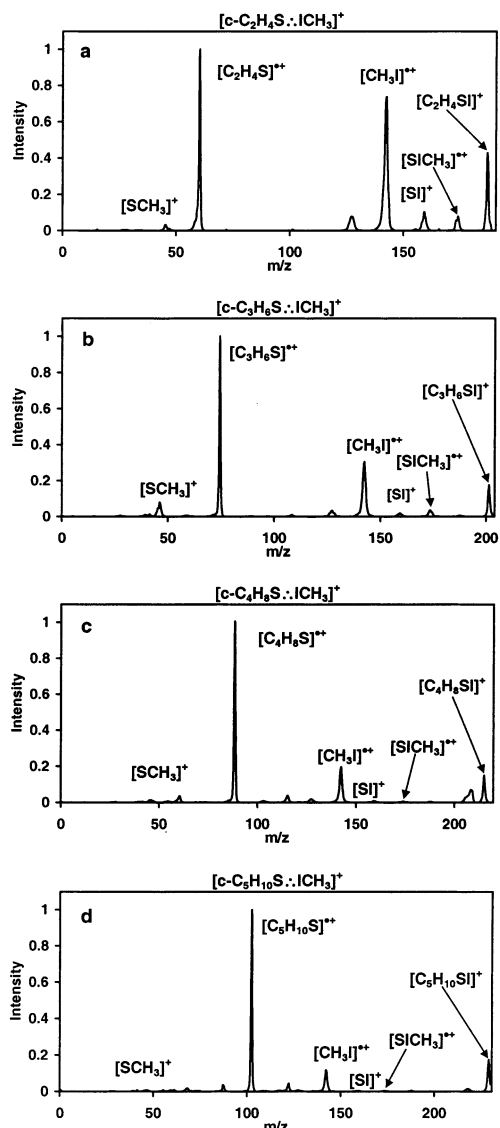 [c-C₂H₄S∴ICH₃]⁺
a
[C₂H₄S]•⁺
[CH₃I]•⁺
[C₂H₄SI]⁺
[SICH₃]•⁺
[SI]⁺
[SCH₃]⁺
Intensity
1
0.8
0.6
0.4
0.2
0
0 50 100 150
m/z
[c-C₃H₆S∴ICH₃]⁺
b
[C₃H₆S]•⁺
[C₃H₆SI]⁺
[CH₃I]•⁺
[SICH₃]•⁺
[SCH₃]⁺
[SI]⁺
Intensity
1
0.8
0.6
0.4
0.2
0
0 50 100 150 200
m/z
[c-C₄H₈S∴ICH₃]⁺
c
[C₄H₈S]•⁺
[C₄H₈SI]⁺
[SICH₃]•⁺
[CH₃I]•⁺
[SCH₃]⁺
[SI]⁺
Intensity
1
0.8
0.6
0.4
0.2
0
0 50 100 150 200
m/z
[c-C₅H₁₀S∴ICH₃]⁺
d
[C₅H₁₀S]•⁺
[C₅H₁₀SI]⁺
[SICH₃]•⁺
[CH₃I]•⁺
[SCH₃]⁺
[SI]⁺
Intensity
1
0.8
0.6
0.4
0.2
0
0 50 100 150 200
m/z